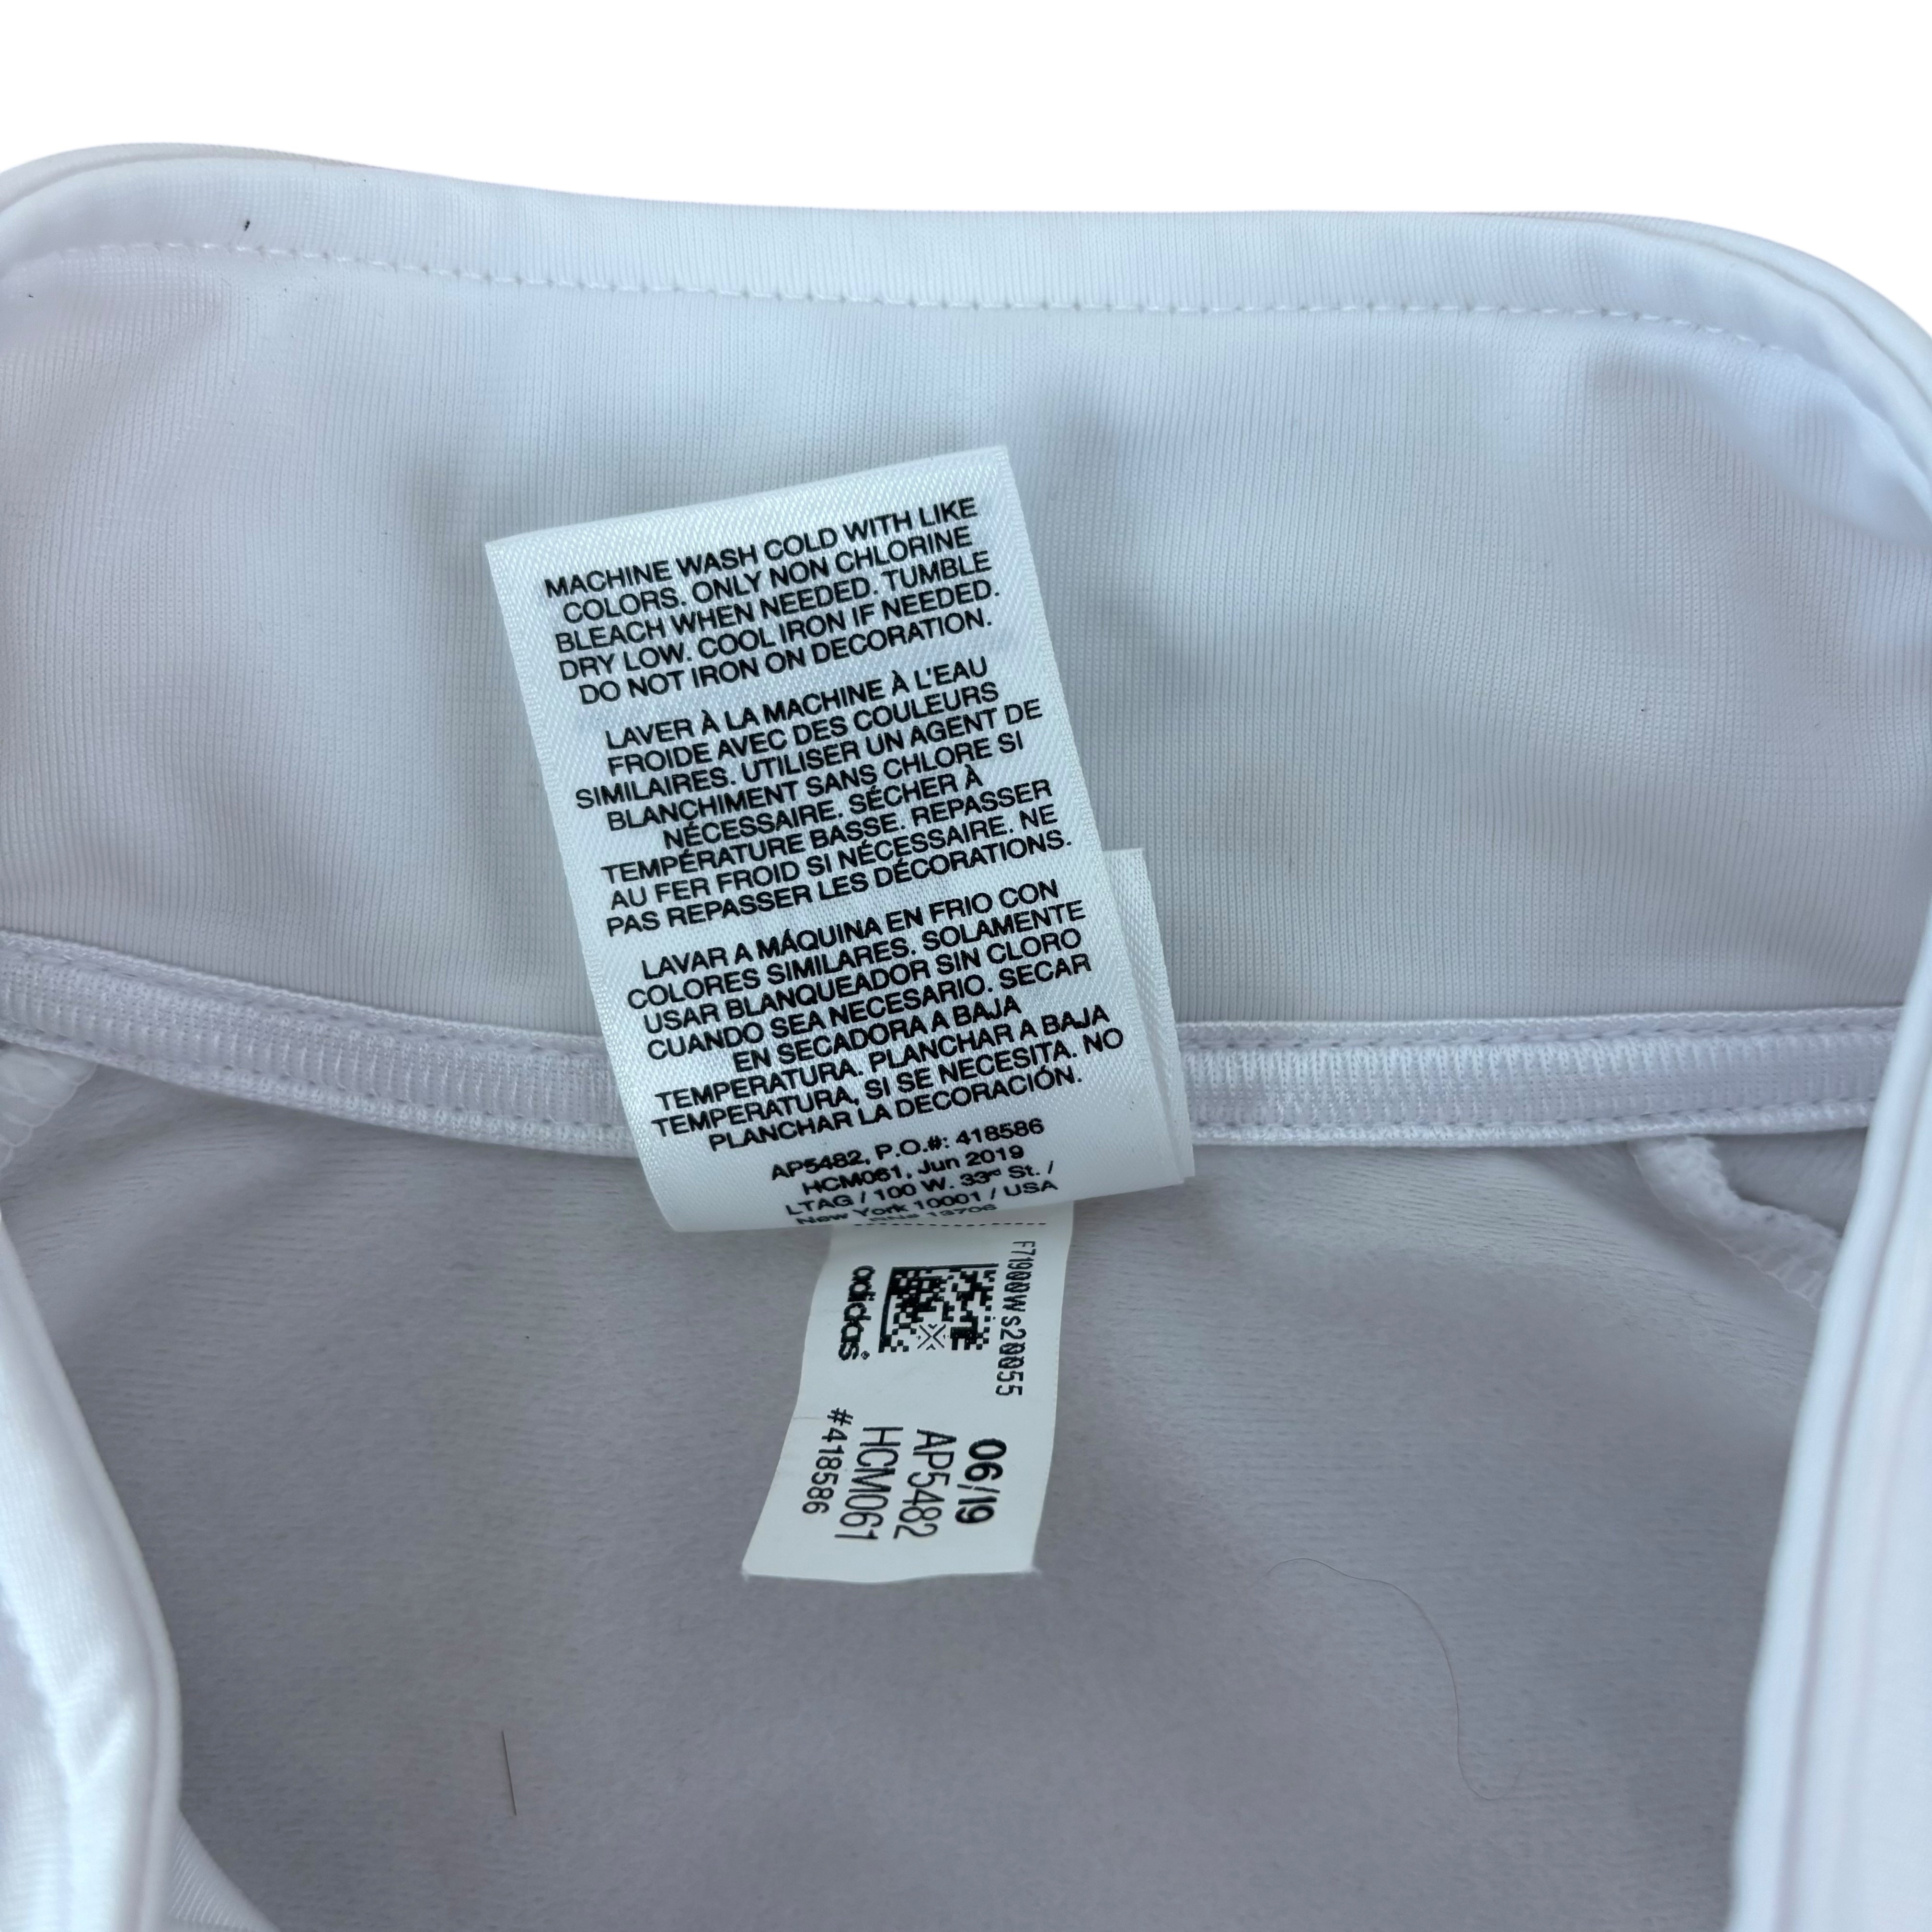 MACHINE WASH COLD WITH LIKE
COLORS. ONLY NON CHLORINE
BLEACH WHEN NEEDED. TUMBLE
DRY LOW. COOL IRON IF NEEDED.
DO NOT IRON ON DECORATION.
LAVER À LA MACHINE À L'EAU
FROIDE AVEC DES COULEURS
SIMILAIRES. UTILISER UN AGENT DE
BLANCHIMENT SANS CHLORE SI
NÉCESSAIRE. SÉCHER À
TEMPÉRATURE BASSE. REPASSER
AU FER FROID SI NÉCESSAIRE. NE
PAS REPASSER LES DÉCORATIONS.
LAVAR A MÁQUINA EN FRIO CON
COLORES SIMILARES. SOLAMENTE
USAR BLANQUEADOR SIN CLORO
CUANDO SEA NECESARIO. SECAR
EN SECADORA A BAJA
TEMPERATURA. PLANCHAR A BAJA
TEMPERATURA, SI SE NECESITA. NO
PLANCHAR LA DECORACIÓN.
AP5482, P.O.#: 418586
HCM061, Jun 2019
LTAG / 100 W. 33rd St. /
New York 10001 / USA
RN# 13706
F71900W s20055
adidas
06/19
AP5482
HCM061
#418586